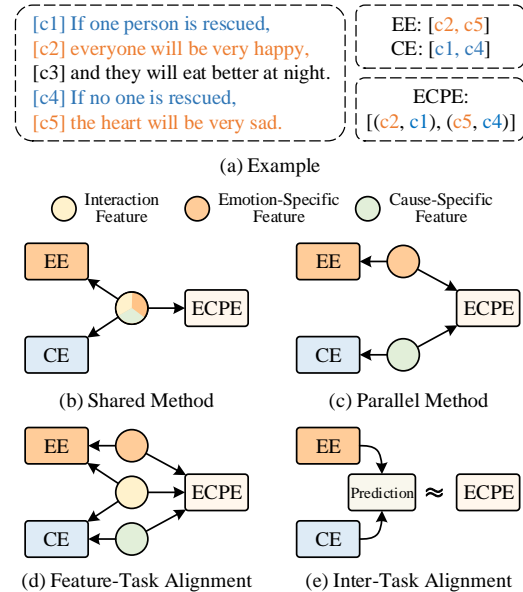 [c1] If one person is rescued,
[c2] everyone will be very happy,
[c3] and they will eat better at night.
[c4] If no one is rescued,
[c5] the heart will be very sad.
EE: [c2, c5]
CE: [c1, c4]
ECPE:
[(c2, c1), (c5, c4)]
(a) Example
Interaction
Feature
Emotion-Specific
Feature
Cause-Specific
Feature
EE
CE
ECPE
(b) Shared Method
EE
CE
ECPE
(c) Parallel Method
EE
CE
ECPE
(d) Feature-Task Alignment
EE
CE
Prediction
≈
ECPE
(e) Inter-Task Alignment